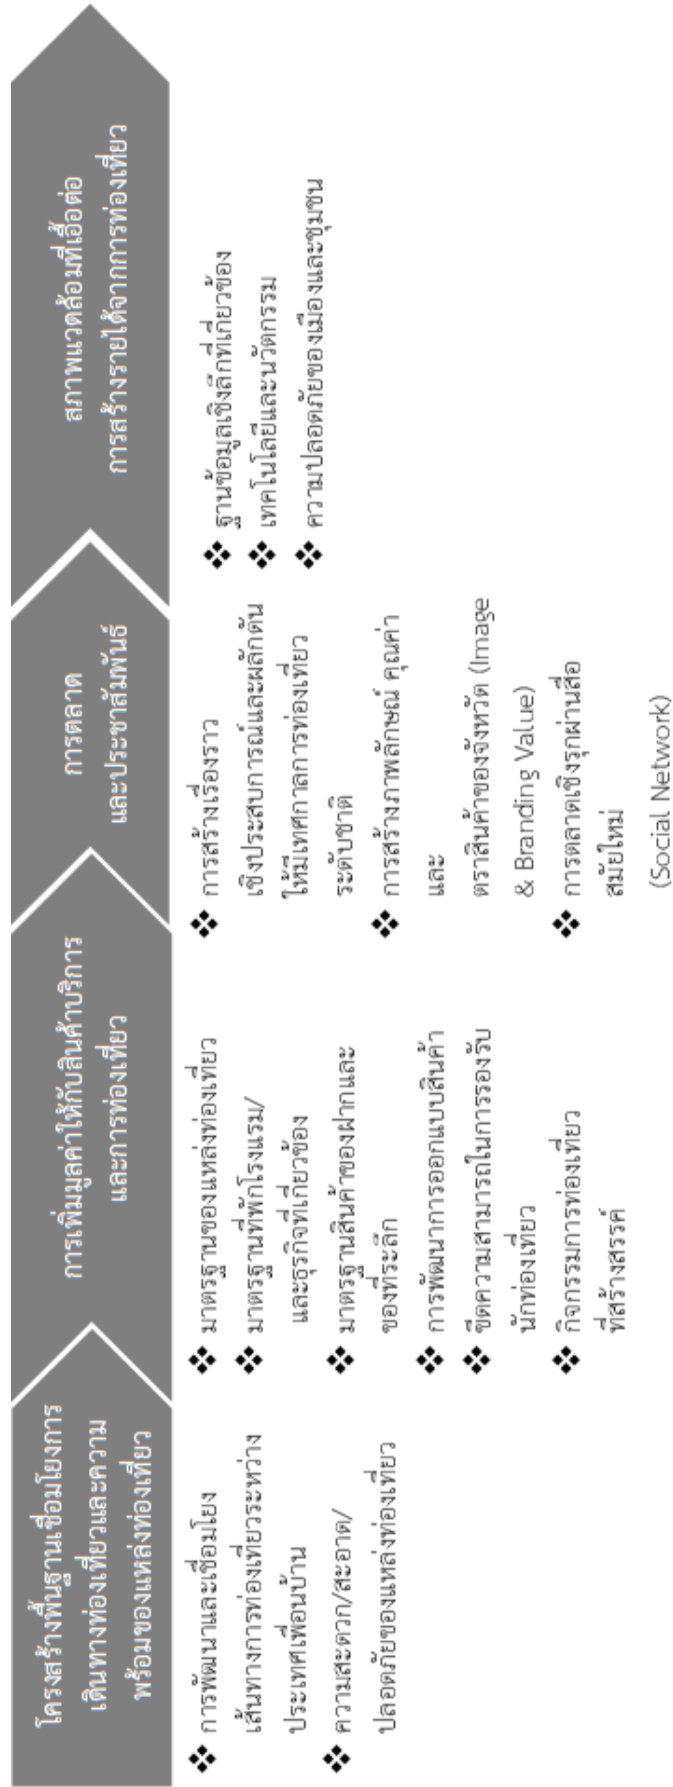 โครงสร้างพื้นฐานเชื่อมโยงการ
เดินทางท่องเที่ยวและความ
พร้อมของแหล่งท่องเที่ยว
❖ การพัฒนาและเชื่อมโยง
เส้นทางการท่องเที่ยวระหว่าง
ประเทศเพื่อนบ้าน
❖ ความสะดวก/สะอาด/
ปลอดภัยของแหล่งท่องเที่ยว
การเพิ่มมูลค่าให้กับสินค้าบริการ
และการท่องเที่ยว
❖ มาตรฐานของแหล่งท่องเที่ยว
❖ มาตรฐานที่พักโรงแรม/
และธุรกิจที่เกี่ยวข้อง
❖ มาตรฐานสินค้าของฝากและ
ของที่ระลึก
❖ การพัฒนาการออกแบบสินค้า
❖ ขีดความสามารถในการรองรับ
นักท่องเที่ยว
❖ กิจกรรมการท่องเที่ยว
ที่สร้างสรรค์
การตลาด
และประชาสัมพันธ์
❖ การสร้างเรื่องราว
เชิงประสบการณ์และผลักดัน
ให้มีเทศกาลการท่องเที่ยว
ระดับชาติ
❖ การสร้างภาพลักษณ์ คุณค่า
และ
ตราสินค้าของจังหวัด (Image
& Branding Value)
❖ การตลาดเชิงรุกผ่านสื่อ
สมัยใหม่
(Social Network)
สภาพแวดล้อมที่เอื้อต่อ
การสร้างรายได้จากการท่องเที่ยว
❖ ฐานข้อมูลเชิงลึกที่เกี่ยวข้อง
❖ เทคโนโลยีและนวัตกรรม
❖ ความปลอดภัยของเมืองและชุมชน